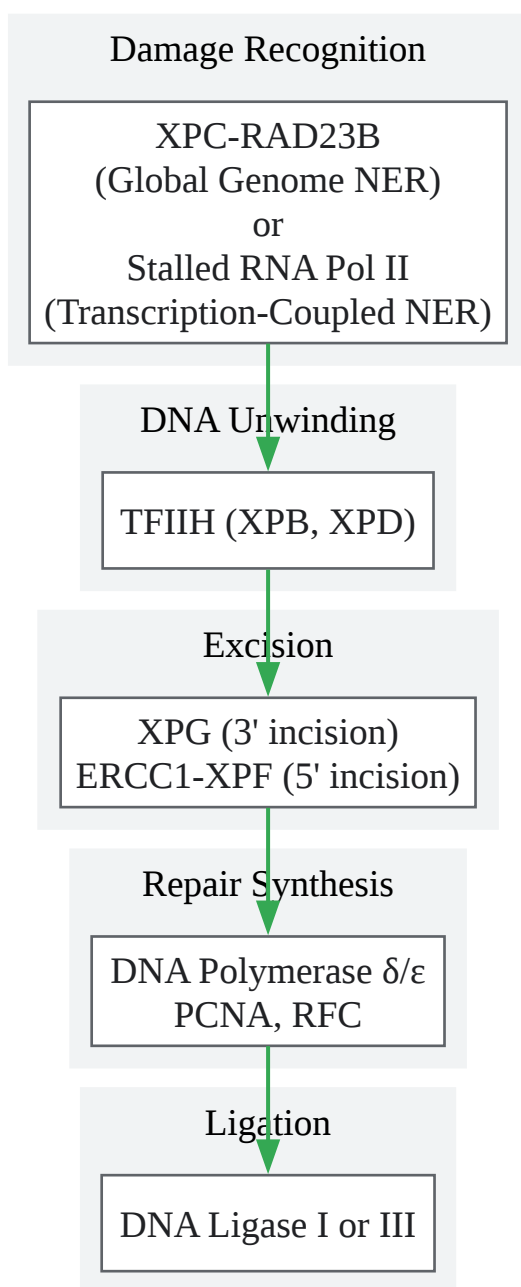 Damage Recognition
XPC-RAD23B
(Global Genome NER)
or
Stalled RNA Pol II
(Transcription-Coupled NER)
DNA Unwinding
TFIIH (XPB, XPD)
Excision
XPG (3' incision)
ERCC1-XPF (5' incision)
Repair Synthesis
DNA Polymerase δ/ε
PCNA, RFC
Ligation
DNA Ligase I or III